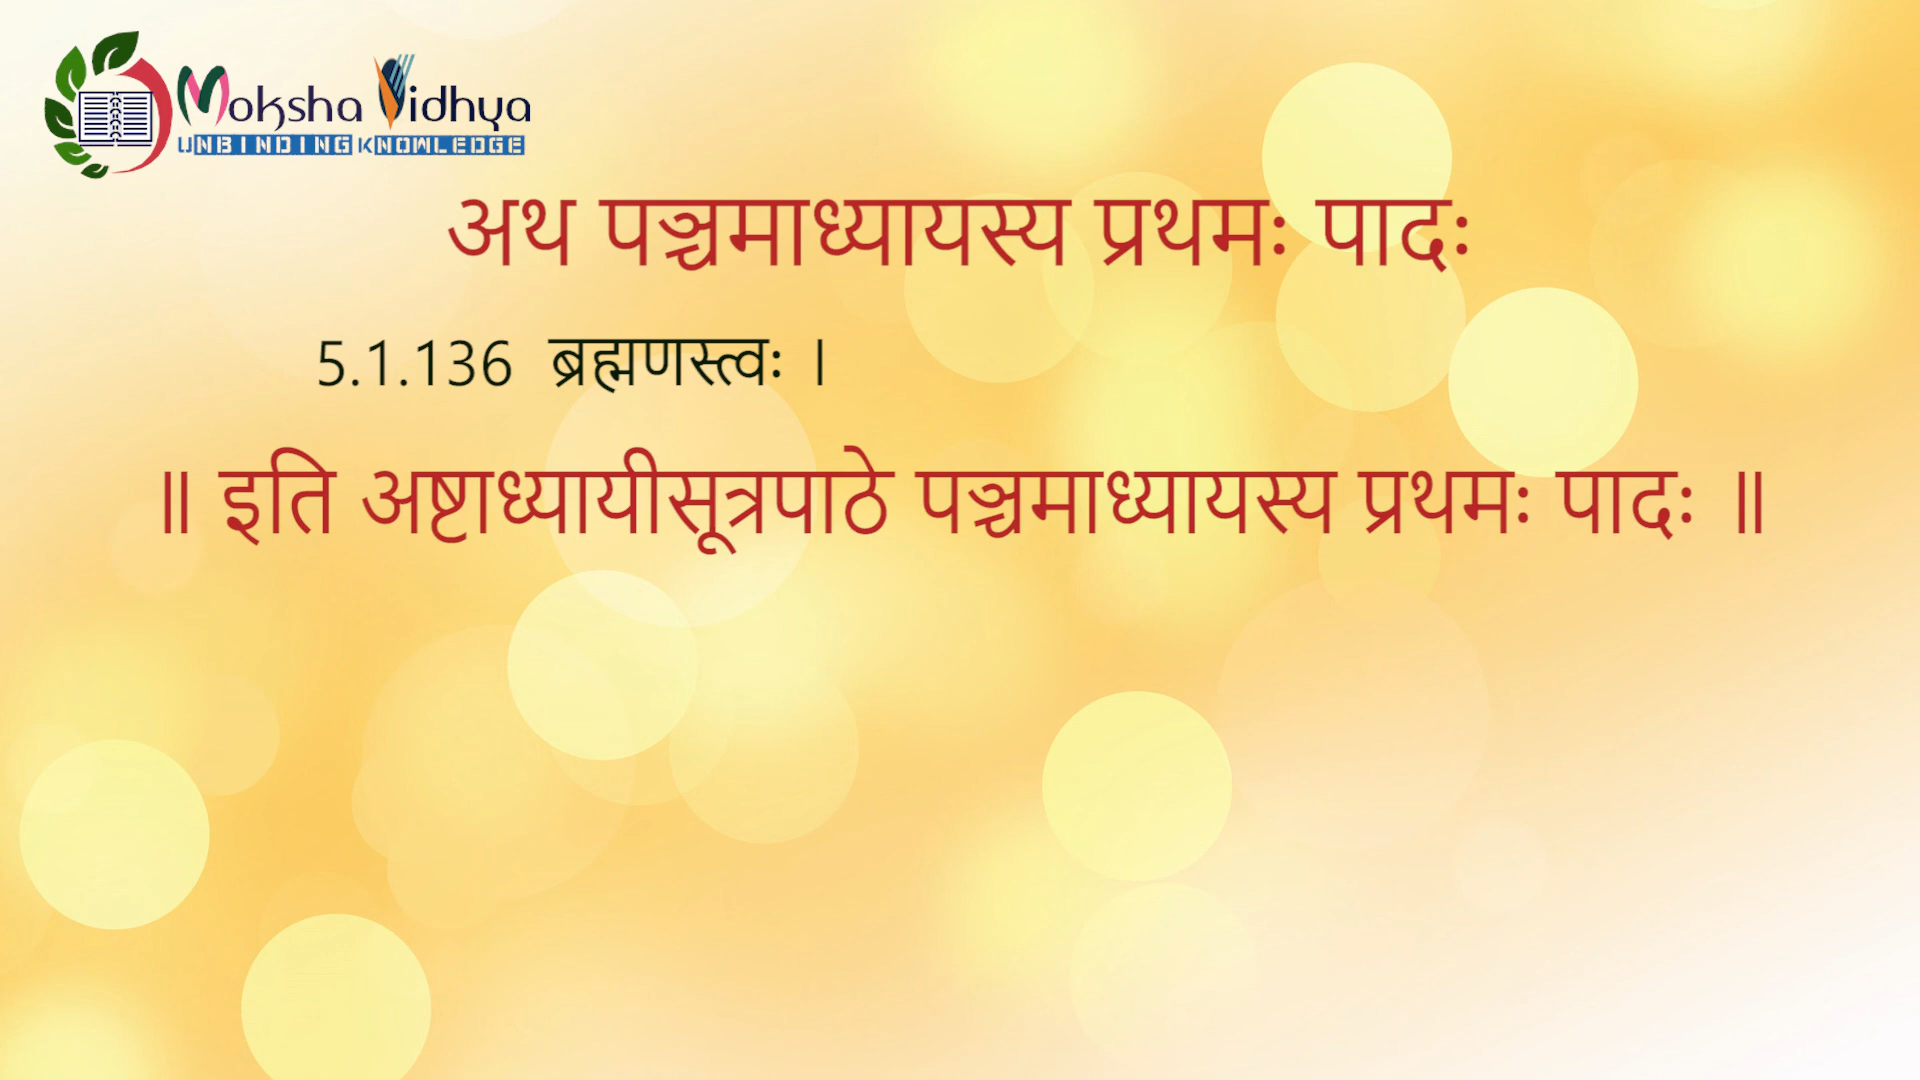 Moksha Vidhya
UNBINDING KNOWLEDGE
अथ पञ्चमाध्यायस्य प्रथमः पादः
5.1.136 ब्रह्मणस्त्वः ।
॥ इति अष्टाध्यायीसूत्रपाठे पञ्चमाध्यायस्य प्रथमः पादः ॥